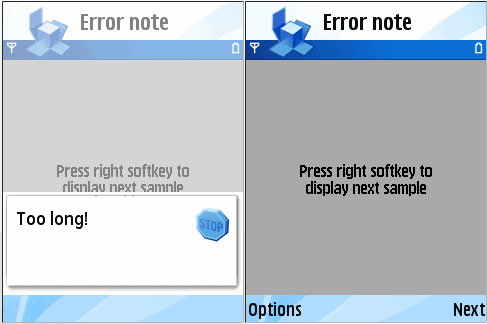 Error note
Press right softkey to
display next sample
Too long!
STOP
Error note
Press right softkey to
display next sample
Options
Next